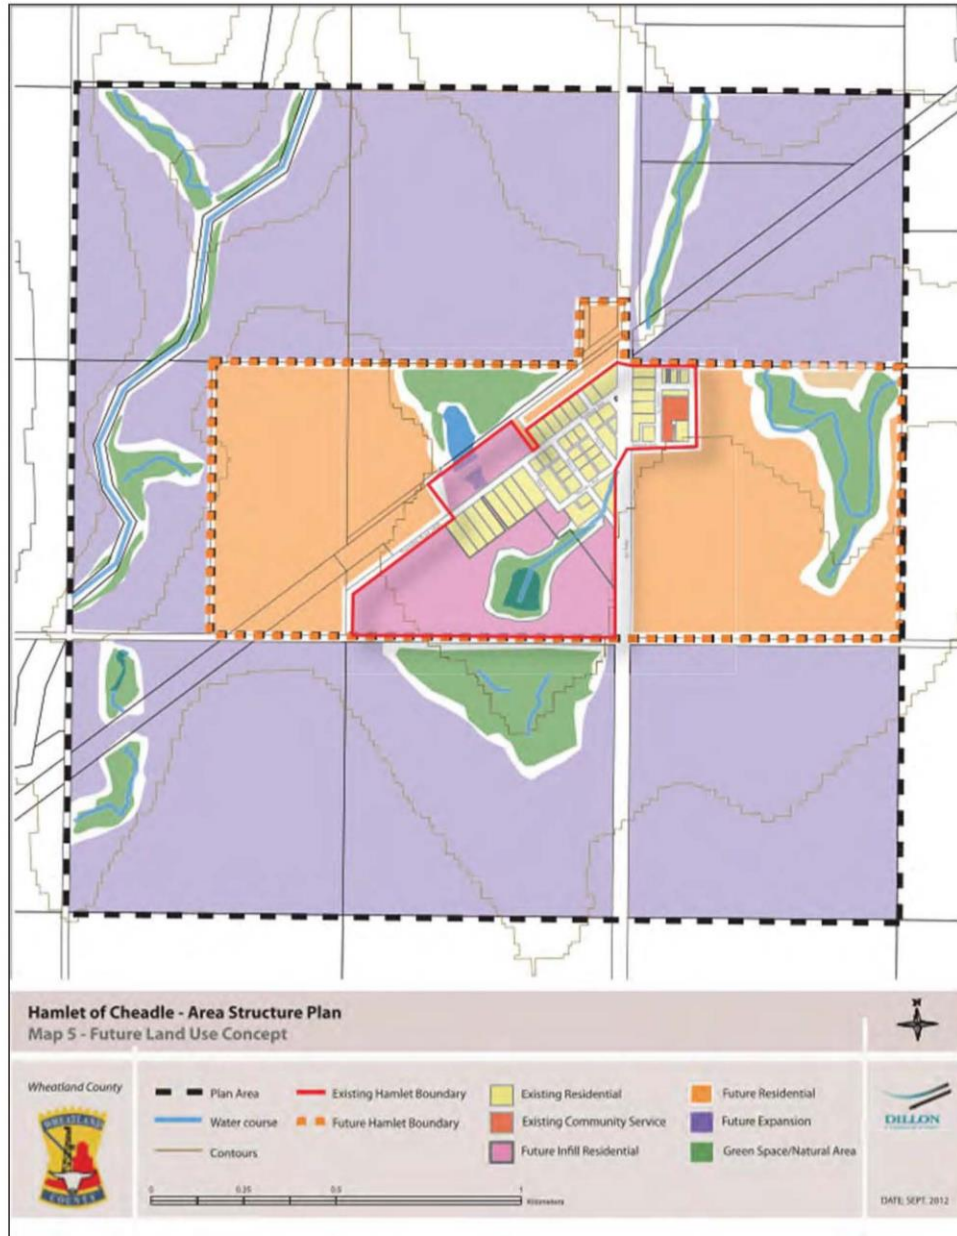 Hamlet of Cheadle - Area Structure Plan
Map 5 - Future Land Use Concept
N
Wheatland County
WHEATLAND
COUNTY
Plan Area
Water course
Contours
Existing Hamlet Boundary
Future Hamlet Boundary
Existing Residential
Existing Community Service
Future Infill Residential
Future Residential
Future Expansion
Green Space/Natural Area
0 0.25 0.5 1
Kilometers
DILLON
DATE: SEPT. 2012